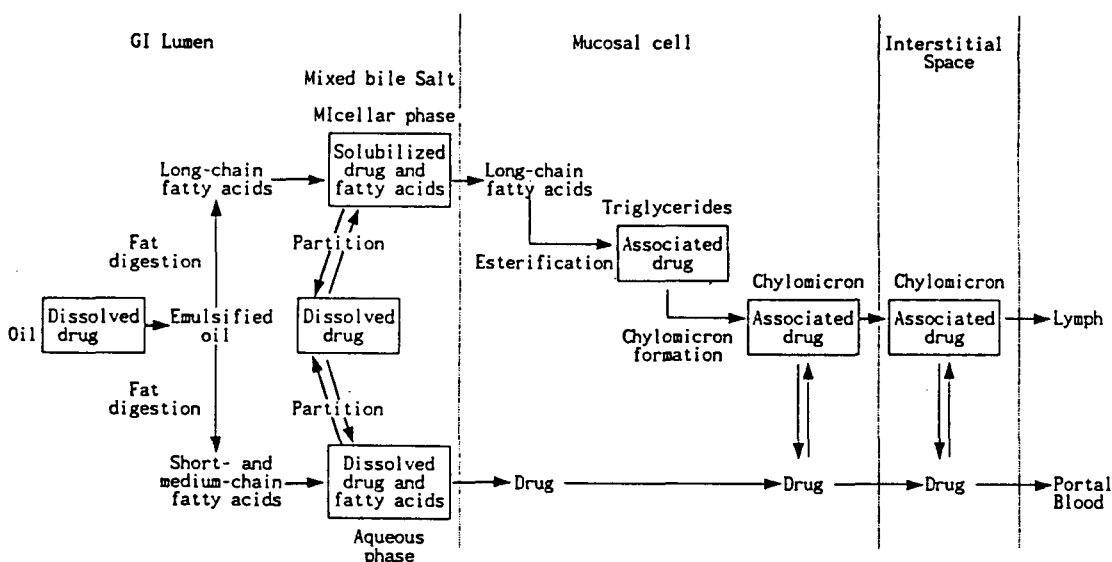 GI Lumen
Mucosal cell
Interstitial
Space
Mixed bile Salt
MIcellar phase
Solubilized
drug and
fatty acids
Long-chain
fatty acids
Long-chain
fatty acids
Triglycerides
Associated
drug
Fat
digestion
Partition
Esterification
Chylomicron
Chylomicron
Oil
Dissolved
drug
Emulsified
oil
Dissolved
drug
Chylomicron
formation
Associated
drug
Associated
drug
Lymph
Fat
digestion
Partition
Short- and
medium-chain
fatty acids
Dissolved
drug and
fatty acids
Drug
Drug
Drug
Portal
Blood
Aqueous
phase